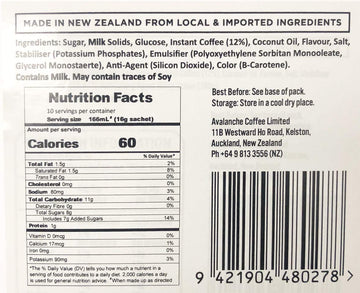 MADE IN NEW ZEALAND FROM LOCAL & IMPORTED INGREDIENTS
Ingredients: Sugar, Milk Solids, Glucose, Instant Coffee (12%), Coconut Oil, Flavour, Salt,
Stabiliser (Potassium Phosphates), Emulsifier (Polyoxyethylene Sorbitan Monooleate,
Glycerol Monostaerte), Anti-Agent (Silicon Dioxide), Color (B-Carotene).
Contains Milk. May contain traces of Soy
Nutrition Facts
10 servings per container
Serving size 166mL* (16g sachet)
Amount per serving
Calories 60
% Daily Value*
Total Fat 1.5g 2%
Saturated Fat 1.5g 8%
Trans Fat 0g
Cholesterol 0mg 0%
Sodium 80mg 3%
Total Carbohydrate 11g 4%
Dietary Fibre 0g 0%
Total Sugars 8g
Includes 7g Added Sugars 14%
Protein 1g
Vitamin D 0mcg 0%
Calcium 17mcg 1%
Iron 0mg 0%
Potassium 90mg 3%
*The % Daily Value (DV) tells you how much a nutrient in a
serving of food contributes to a daily diet. 2,000 calories a day
is used for general nutrition advice. *When made up as directed
Best Before: See base of pack.
Storage: Store in a cool dry place.
Avalanche Coffee Limited
11B Westward Ho Road, Kelston,
Auckland, New Zealand
Ph +64 9 813 3556 (NZ)
9 421904 480278 >